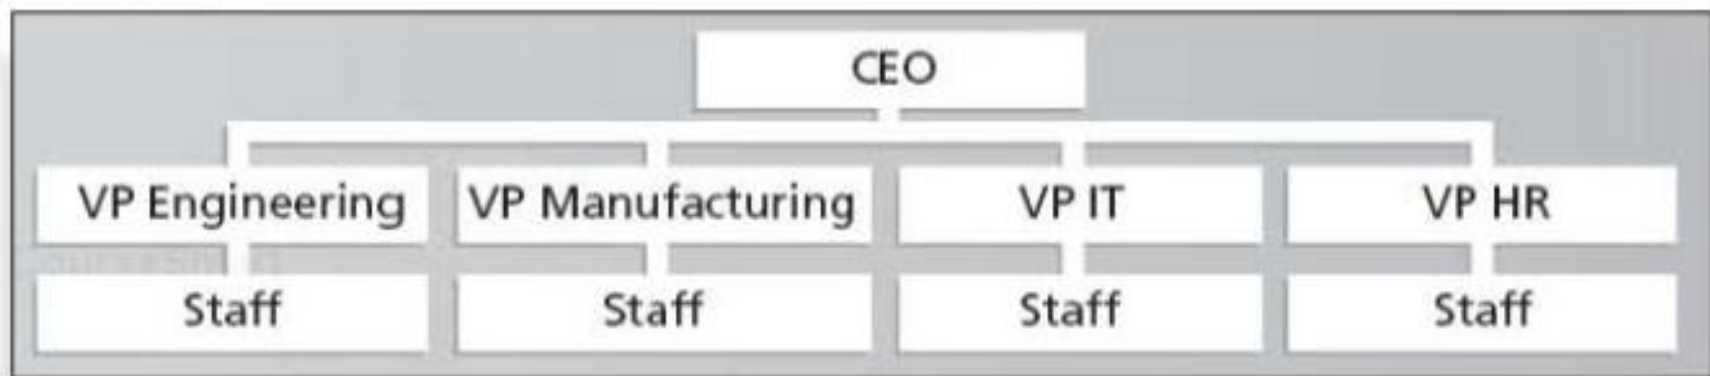 CEO
VP Engineering VP Manufacturing VP IT VP HR
Staff Staff Staff Staff